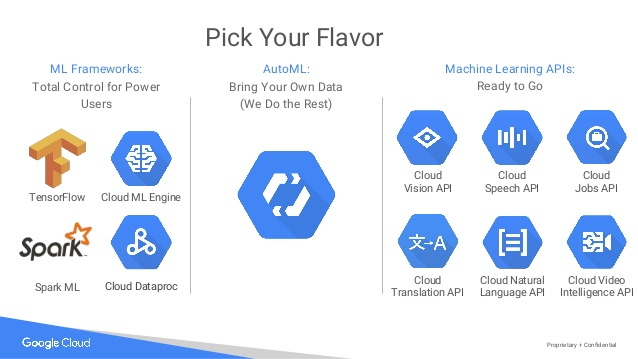 Pick Your Flavor
ML Frameworks:
Total Control for Power
Users
TensorFlow
Cloud ML Engine
Spark
Spark ML
Cloud Dataproc
AutoML:
Bring Your Own Data
(We Do the Rest)
Machine Learning APIs:
Ready to Go
Cloud
Vision API
Cloud
Speech API
Cloud
Jobs API
文→A
Cloud
Translation API
Cloud Natural
Language API
Cloud Video
Intelligence API
Google Cloud
Proprietary + Confidential